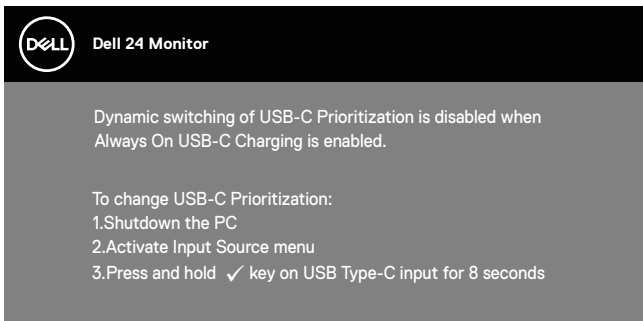 DELL
Dell 24 Monitor
Dynamic switching of USB-C Prioritization is disabled when
Always On USB-C Charging is enabled.
To change USB-C Prioritization:
1.Shutdown the PC
2.Activate Input Source menu
3.Press and hold ✓ key on USB Type-C input for 8 seconds